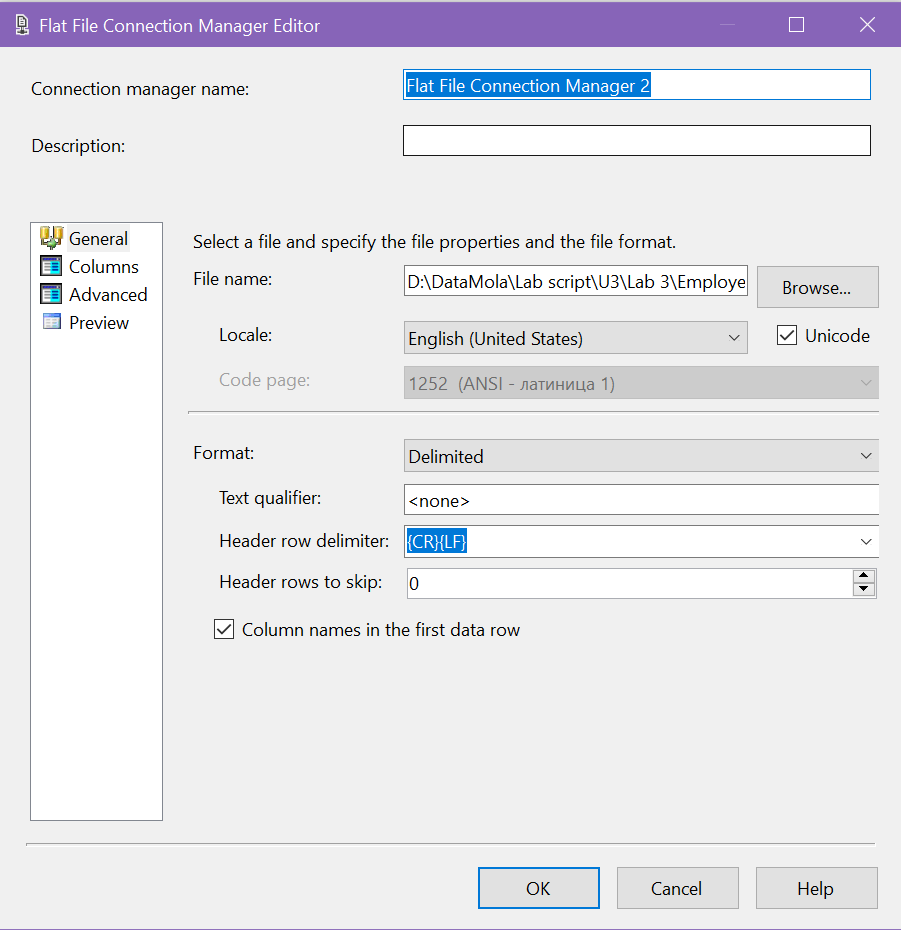 Flat File Connection Manager Editor
Connection manager name: Flat File Connection Manager 2
Description:
General
Columns
Advanced
Preview
Select a file and specify the file properties and the file format.
File name: D:\DataMola\Lab script\U3\Lab 3\Employe Browse...
Locale: English (United States) Unicode
Code page: 1252 (ANSI - латиница 1)
Format: Delimited
Text qualifier: <none>
Header row delimiter: {CR}{LF}
Header rows to skip: 0
Column names in the first data row
OK Cancel Help